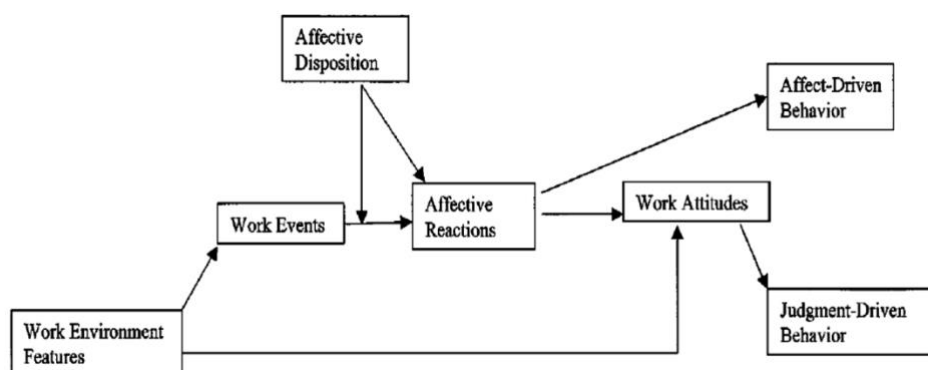 Affective
Disposition
Affect-Driven
Behavior
Affective
Reactions
Work Attitudes
Work Events
Work Environment
Features
Judgment-Driven
Behavior